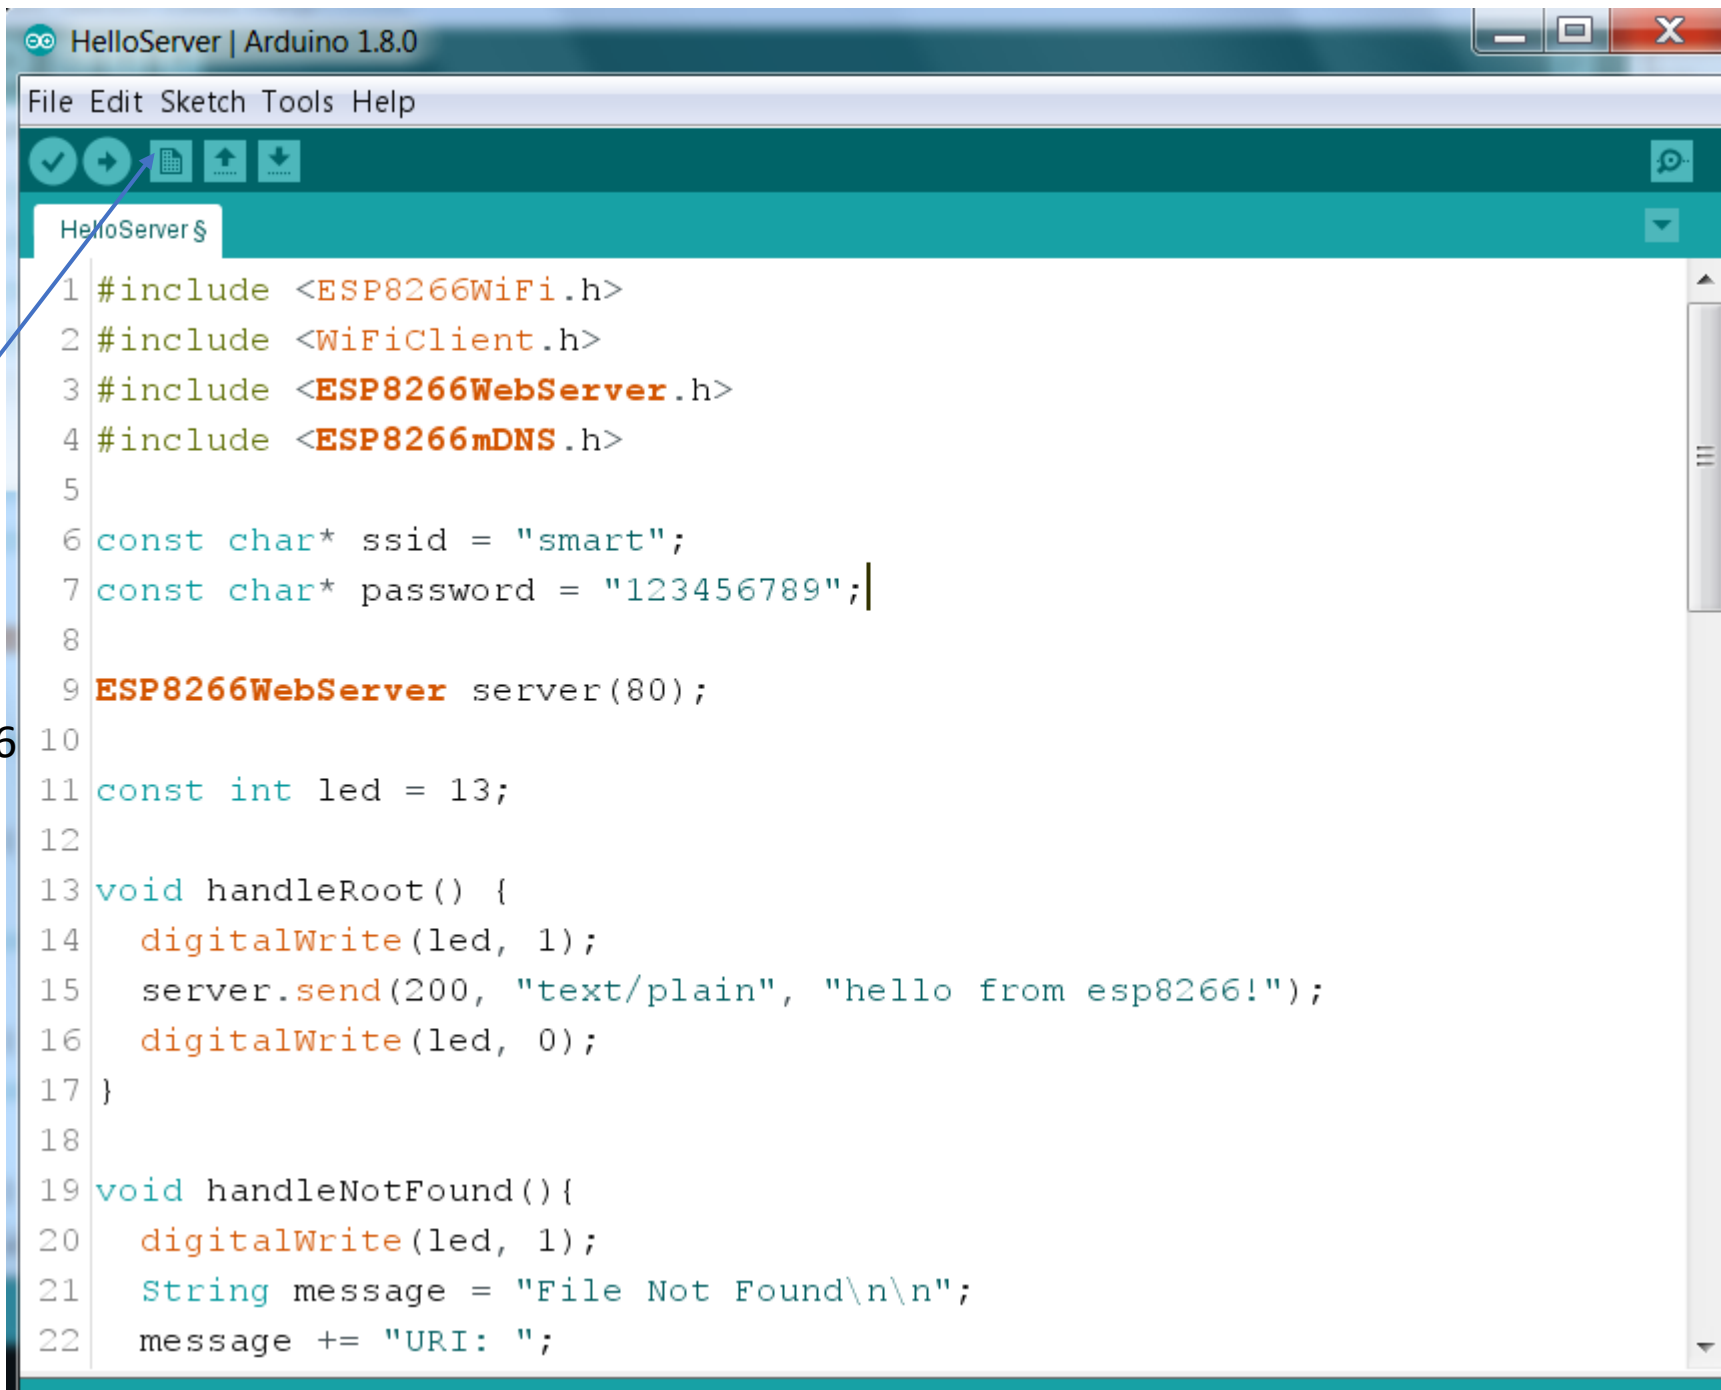 HelloServer | Arduino 1.8.0
File Edit Sketch Tools Help
HelloServer §
1 #include <ESP8266WiFi.h>
2 #include <WiFiClient.h>
3 #include <ESP8266WebServer.h>
4 #include <ESP8266mDNS.h>
5
6 const char* ssid = "smart";
7 const char* password = "123456789";
8
9 ESP8266WebServer server(80);
6
10
11 const int led = 13;
12
13 void handleRoot() {
14 digitalWrite(led, 1);
15 server.send(200, "text/plain", "hello from esp8266!");
16 digitalWrite(led, 0);
17 }
18
19 void handleNotFound(){
20 digitalWrite(led, 1);
21 String message = "File Not Found\n\n";
22 message += "URI: ";